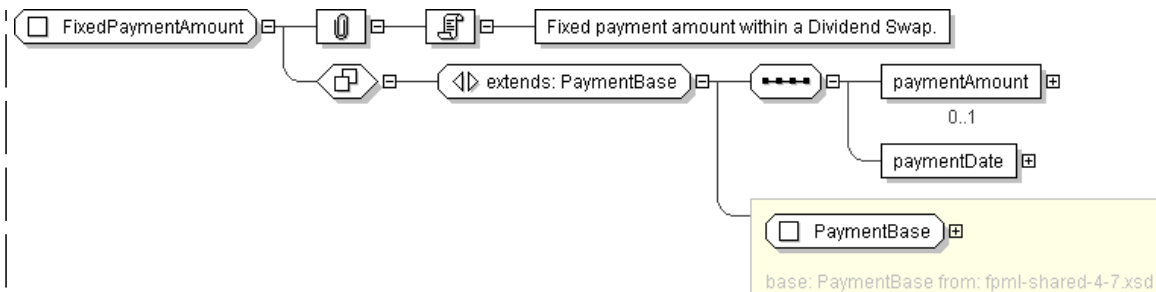 FixedPaymentAmount
Fixed payment amount within a Dividend Swap.
extends: PaymentBase
paymentAmount
0..1
paymentDate
PaymentBase
base: PaymentBase from: fpml-shared-4-7.xsd